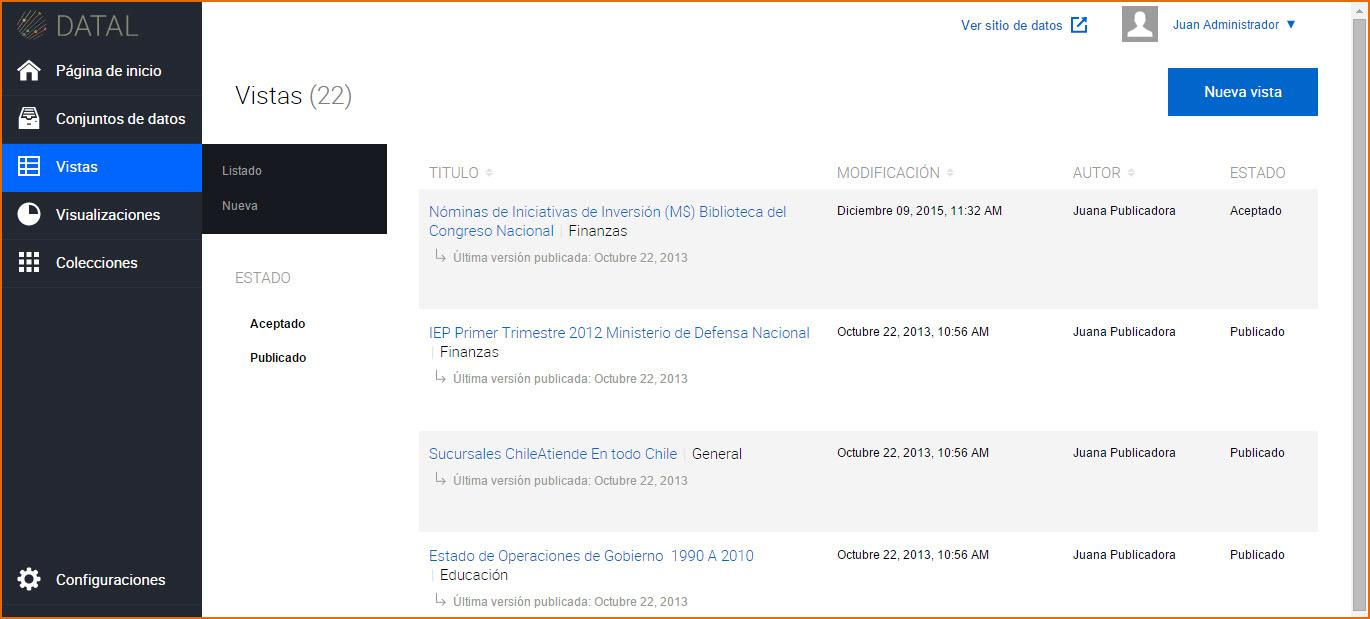 DATAL
Ver sitio de datos
Juan Administrador
Página de inicio
Conjuntos de datos
Vistas
Visualizaciones
Colecciones
Configuraciones
Listado
Nueva
Vistas (22)
Nueva vista
ESTADO
Aceptado
Publicado
TITULO MODIFICACIÓN AUTOR ESTADO
Nóminas de Iniciativas de Inversión (M$) Biblioteca del Diciembre 09, 2015, 11:32 AM Juana Publicadora Aceptado
Congreso Nacional | Finanzas
Última versión publicada: Octubre 22, 2013
IEP Primer Trimestre 2012 Ministerio de Defensa Nacional Octubre 22, 2013, 10:56 AM Juana Publicadora Publicado
| Finanzas
Última versión publicada: Octubre 22, 2013
Sucursales ChileAtiende En todo Chile | General Octubre 22, 2013, 10:56 AM Juana Publicadora Publicado
Última versión publicada: Octubre 22, 2013
Estado de Operaciones de Gobierno 1990 A 2010 Octubre 22, 2013, 10:56 AM Juana Publicadora Publicado
| Educación
Última versión publicada: Octubre 22, 2013